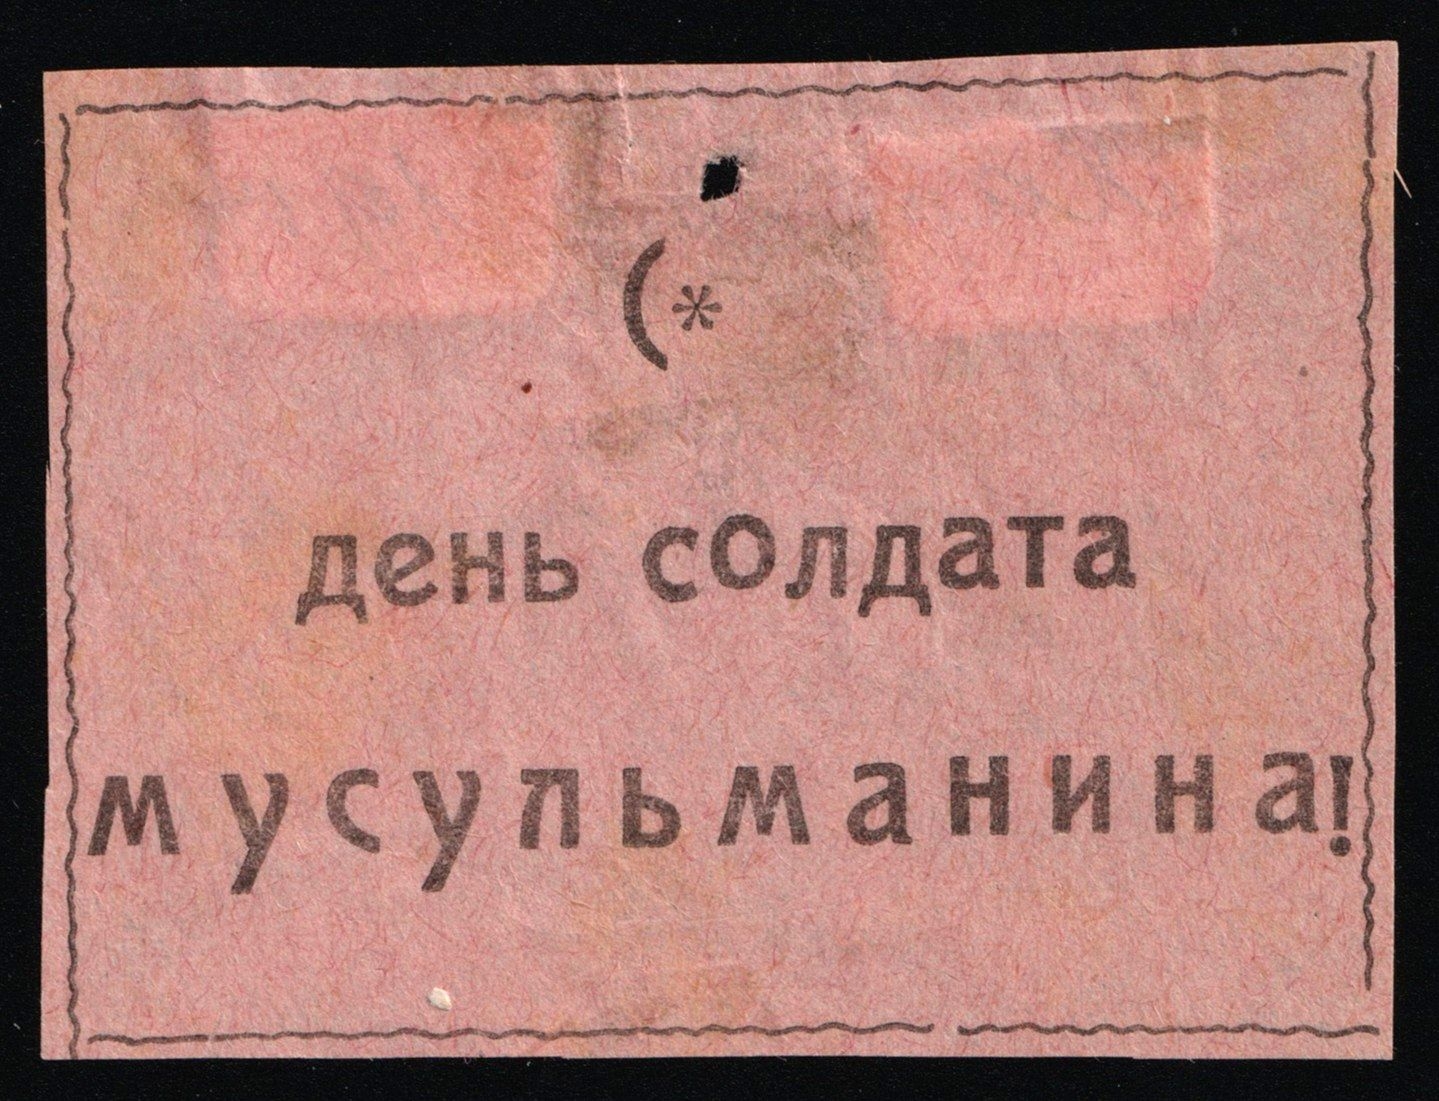 (*
день солдата
мусульманина!